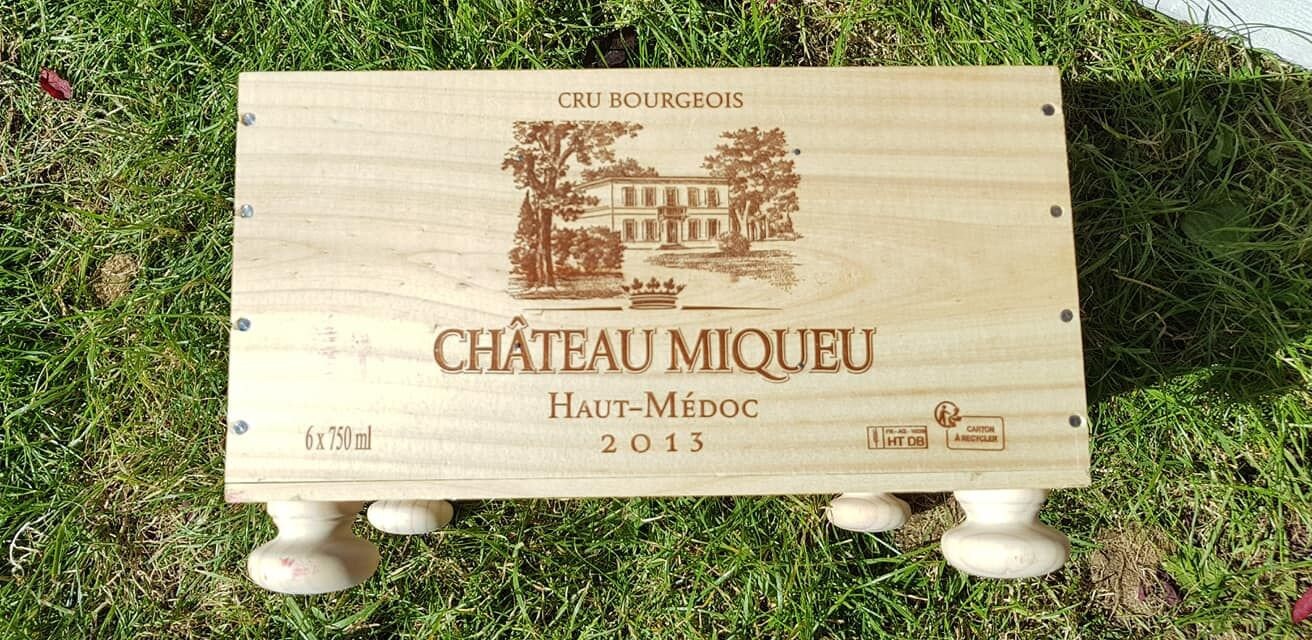 CRU BOURGEOIS
CHÂTEAU MIQUEU
HAUT-MÉDOC
2013
6 x 750 ml
HT DB
CARTON
À RECYCLER